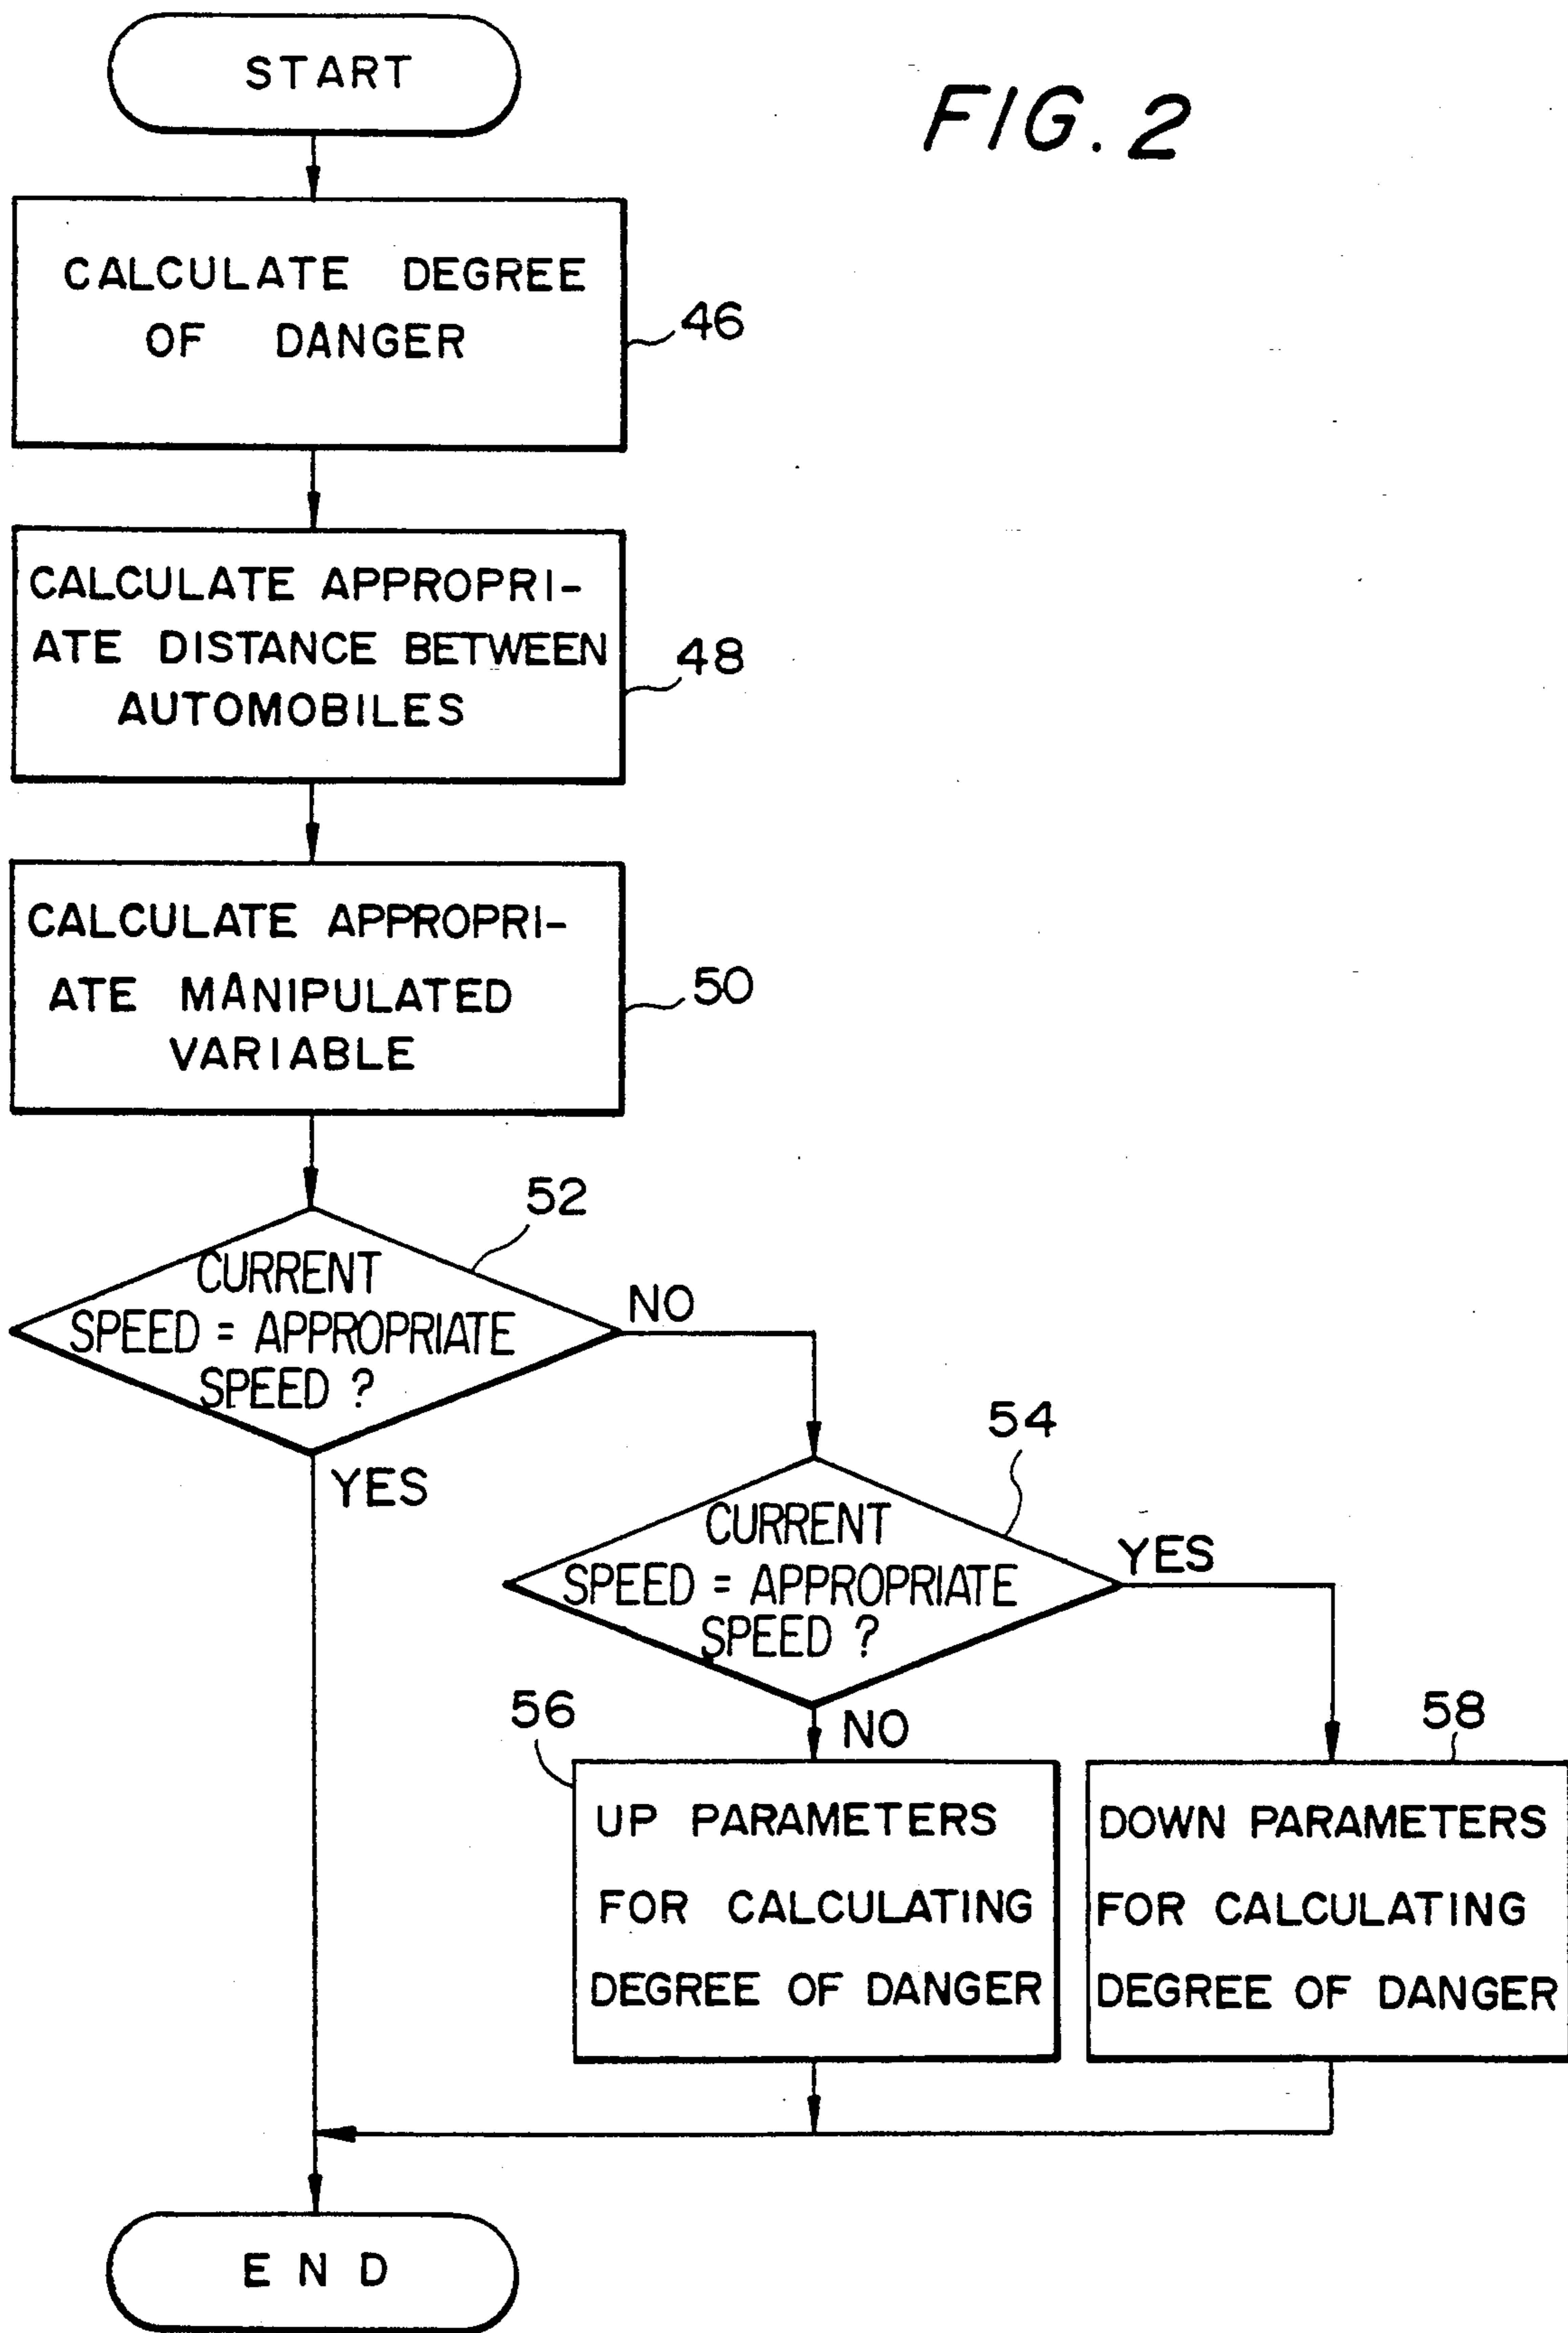 START
FIG. 2
CALCULATE DEGREE
OF DANGER
46
CALCULATE APPROPRI-
ATE DISTANCE BETWEEN
AUTOMOBILES
48
CALCULATE APPROPRI-
ATE MANIPULATED
VARIABLE
50
52
CURRENT
SPEED = APPROPRIATE
SPEED ?
NO
YES
54
CURRENT
SPEED = APPROPRIATE
SPEED ?
YES
NO
56
UP PARAMETERS
FOR CALCULATING
DEGREE OF DANGER
58
DOWN PARAMETERS
FOR CALCULATING
DEGREE OF DANGER
END